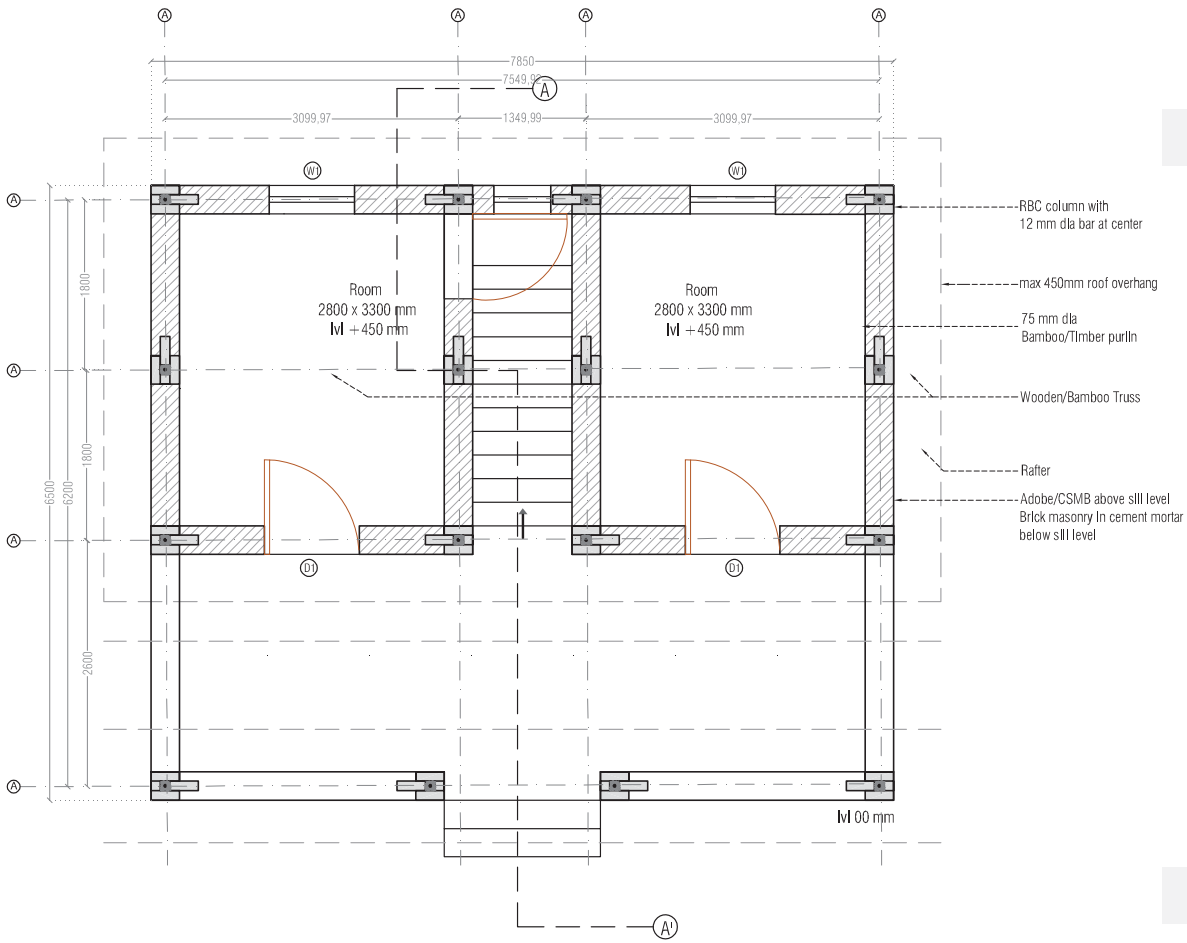 A A A A
7850
7549,92
A
3099,97 1349,99 3099,97
W1 W1
A
RBC column with
12 mm dia bar at center
1800
Room
2800 x 3300 mm
lvl +450 mm
Room
2800 x 3300 mm
lvl +450 mm
max 450mm roof overhang
75 mm dia
Bamboo/Timber purlin
A
Wooden/Bamboo Truss
6500
6200
1800
Rafter
Adobe/CSMB above sill level
Brick masonry in cement mortar
below sill level
A
D1 D1
2600
A
lvl 00 mm
A'